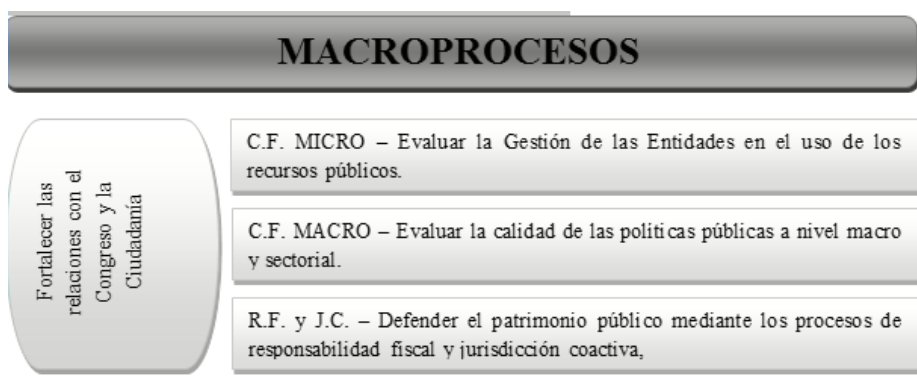 MACROPROCESOS
Fortalecer las
relaciones con el
Congreso y la
Ciudadanía
C.F. MICRO – Evaluar la Gestión de las Entidades en el uso de los
recursos públicos.
C.F. MACRO – Evaluar la calidad de las políticas públicas a nivel macro
y sectorial.
R.F. y J.C. – Defender el patrimonio público mediante los procesos de
responsabilidad fiscal y jurisdicción coactiva,